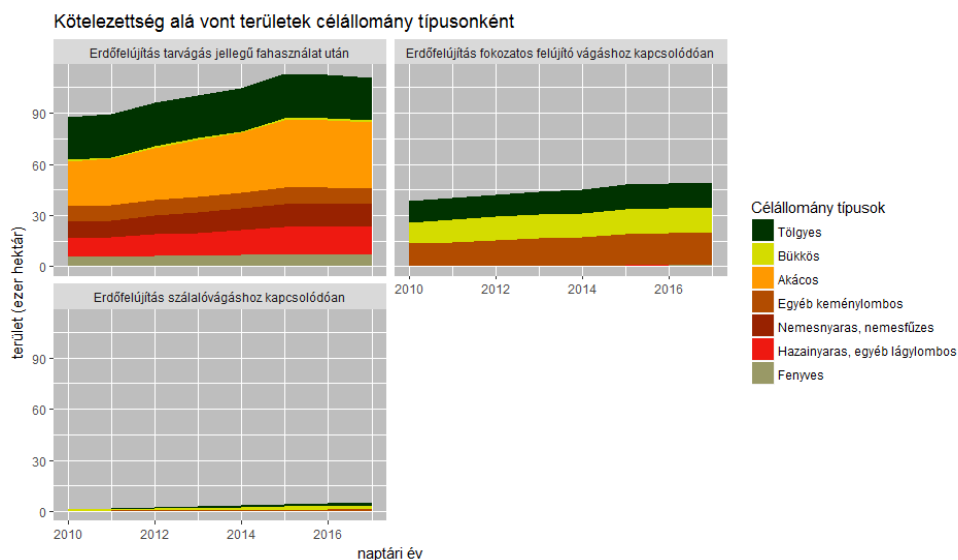 Kötelezettség alá vont területek célállomány típusonként
Erdőfelújítás tarvágás jellegű fahasználat után
Erdőfelújítás fokozatos felújító vágáshoz kapcsolódóan
90
60
30
0
2010
2012
2014
2016
Erdőfelújítás szálalóvágáshoz kapcsolódóan
90
60
30
0
2010
2012
2014
2016
terület (ezer hektár)
naptári év
Célállomány típusok
Tölgyes
Bükkös
Akácos
Egyéb keménylombos
Nemesnyaras, nemesfűzes
Hazainyaras, egyéb lágylombos
Fenyves